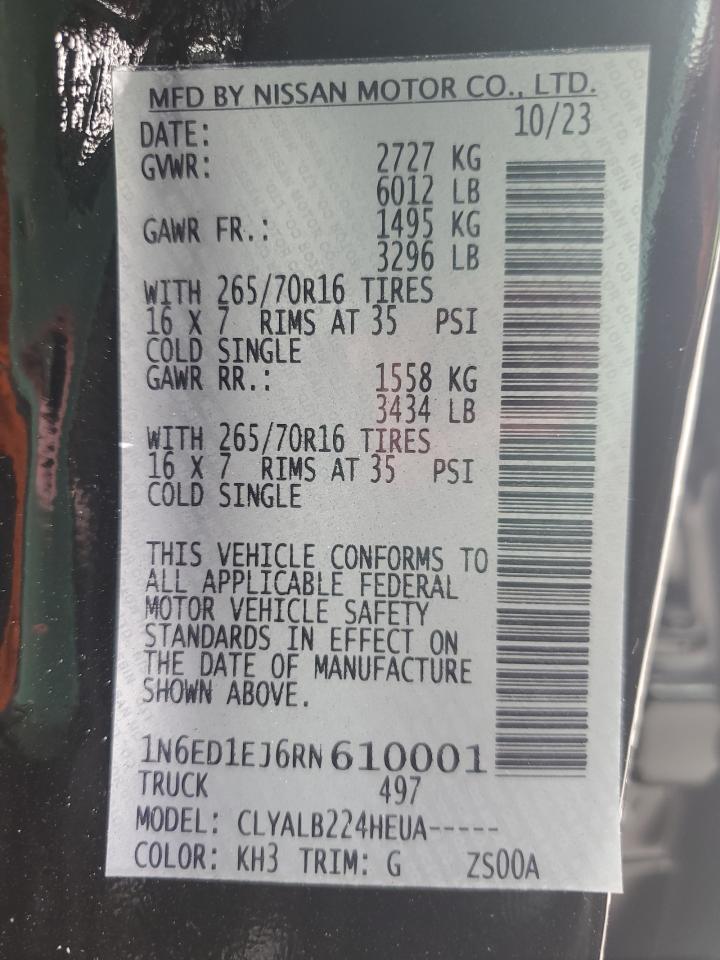 MFD BY NISSAN MOTOR CO., LTD.
DATE: 10/23
GVWR: 2727 KG
6012 LB
GAWR FR.: 1495 KG
3296 LB
WITH 265/70R16 TIRES
16 X 7 RIMS AT 35 PSI
COLD SINGLE
GAWR RR.: 1558 KG
3434 LB
WITH 265/70R16 TIRES
16 X 7 RIMS AT 35 PSI
COLD SINGLE
THIS VEHICLE CONFORMS TO
ALL APPLICABLE FEDERAL
MOTOR VEHICLE SAFETY
STANDARDS IN EFFECT ON
THE DATE OF MANUFACTURE
SHOWN ABOVE.
1N6ED1EJ6RN610001
TRUCK 497
MODEL: CLYALB224HEUA-----
COLOR: KH3 TRIM: G ZS00A